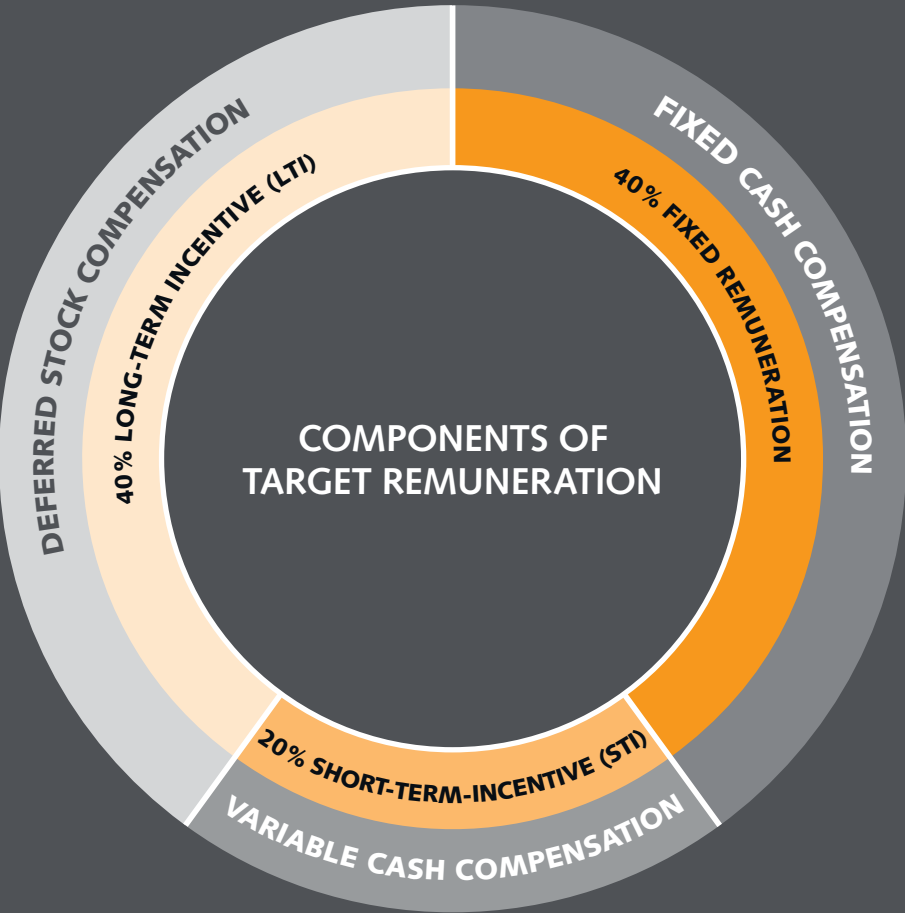 COMPONENTS OF
TARGET REMUNERATION
FIXED CASH COMPENSATION
40% FIXED REMUNERATION
VARIABLE CASH COMPENSATION
20% SHORT-TERM-INCENTIVE (STI)
DEFERRED STOCK COMPENSATION
40% LONG-TERM INCENTIVE (LTI)